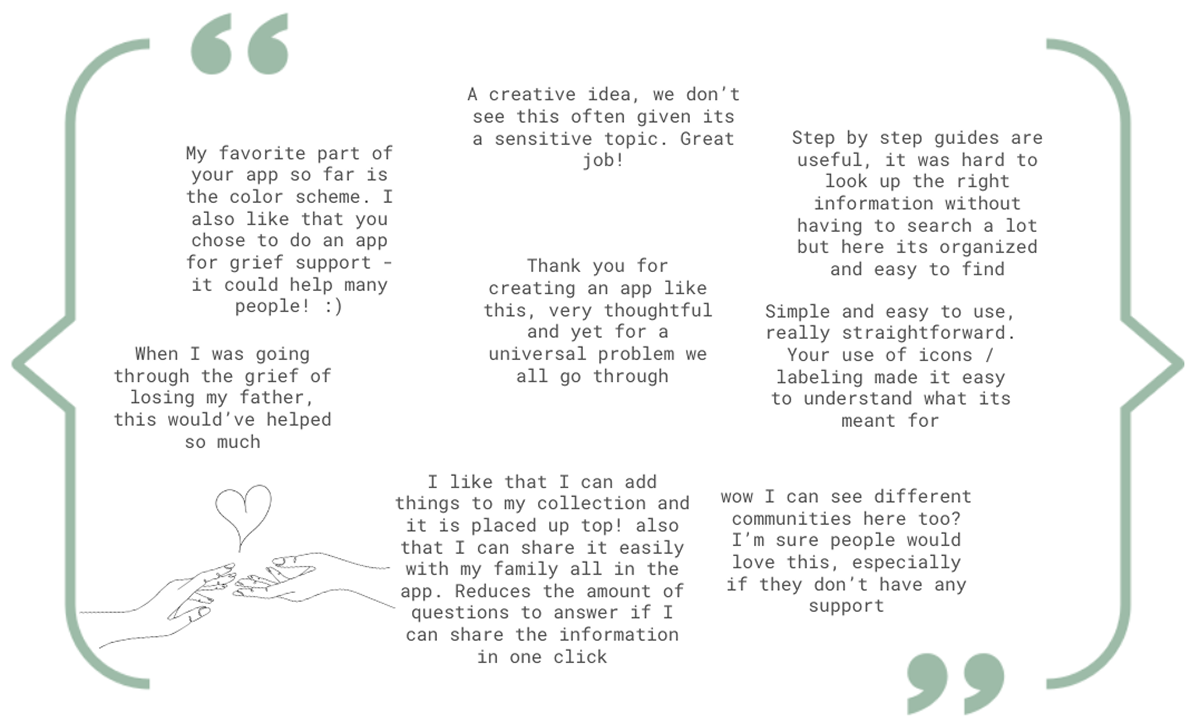 “
My favorite part of
your app so far is
the color scheme. I
also like that you
chose to do an app
for grief support -
it could help many
people! :)
When I was going
through the grief of
losing my father,
this would’ve helped
so much
A creative idea, we don’t
see this often given its
a sensitive topic. Great
job!
Thank you for
creating an app like
this, very thoughtful
and yet for a
universal problem we
all go through
I like that I can add
things to my collection and
it is placed up top! also
that I can share it easily
with my family all in the
app. Reduces the amount of
questions to answer if I
can share the information
in one click
Step by step guides are
useful, it was hard to
look up the right
information without
having to search a lot
but here its organized
and easy to find
Simple and easy to use,
really straightforward.
Your use of icons /
labeling made it easy
to understand what its
meant for
wow I can see different
communities here too?
I’m sure people would
love this, especially
if they don’t have any
support
”